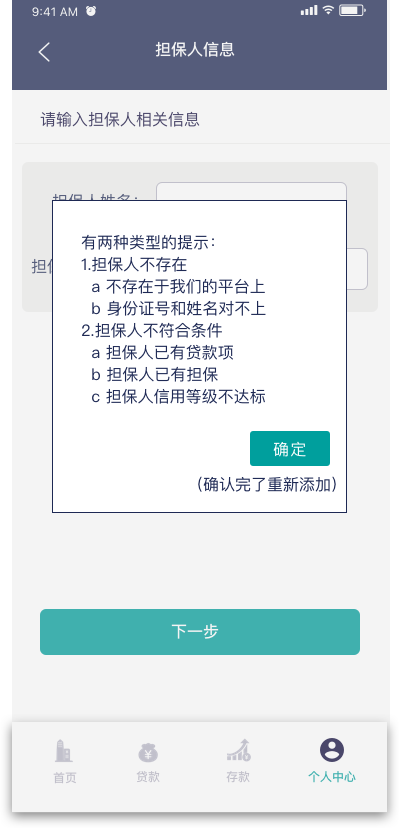 9:41 AM
担保人信息
请输入担保人相关信息
担保人姓名：
有两种类型的提示：
1.担保人不存在
a 不存在于我们的平台上
b 身份证号和姓名对不上
2.担保人不符合条件
a 担保人已有贷款项
b 担保人已有担保
c 担保人信用等级不达标
确定
（确认完了重新添加）
下一步
首页
贷款
存款
个人中心